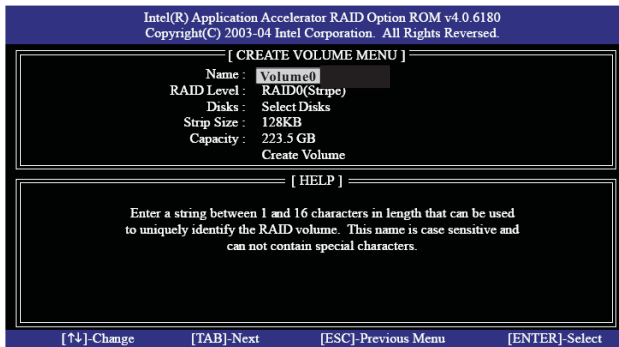 Intel(R) Application Accelerator RAID Option ROM v4.0.6180
Copyright(C) 2003-04 Intel Corporation. All Rights Reversed.
[ CREATE VOLUME MENU ]
Name : Volume0
RAID Level : RAID0(Stripe)
Disks : Select Disks
Strip Size : 128KB
Capacity : 223.5 GB
Create Volume
[ HELP ]
Enter a string between 1 and 16 characters in length that can be used
to uniquely identify the RAID volume. This name is case sensitive and
can not contain special characters.
[↑↓]-Change [TAB]-Next [ESC]-Previous Menu [ENTER]-Select